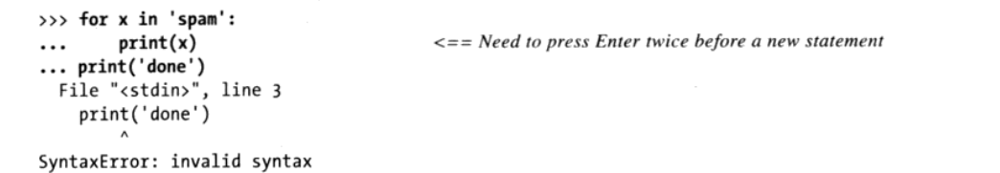 >>> for x in 'spam':
...     print(x)                         <== Need to press Enter twice before a new statement
... print('done')
  File "<stdin>", line 3
    print('done')
        ^
SyntaxError: invalid syntax